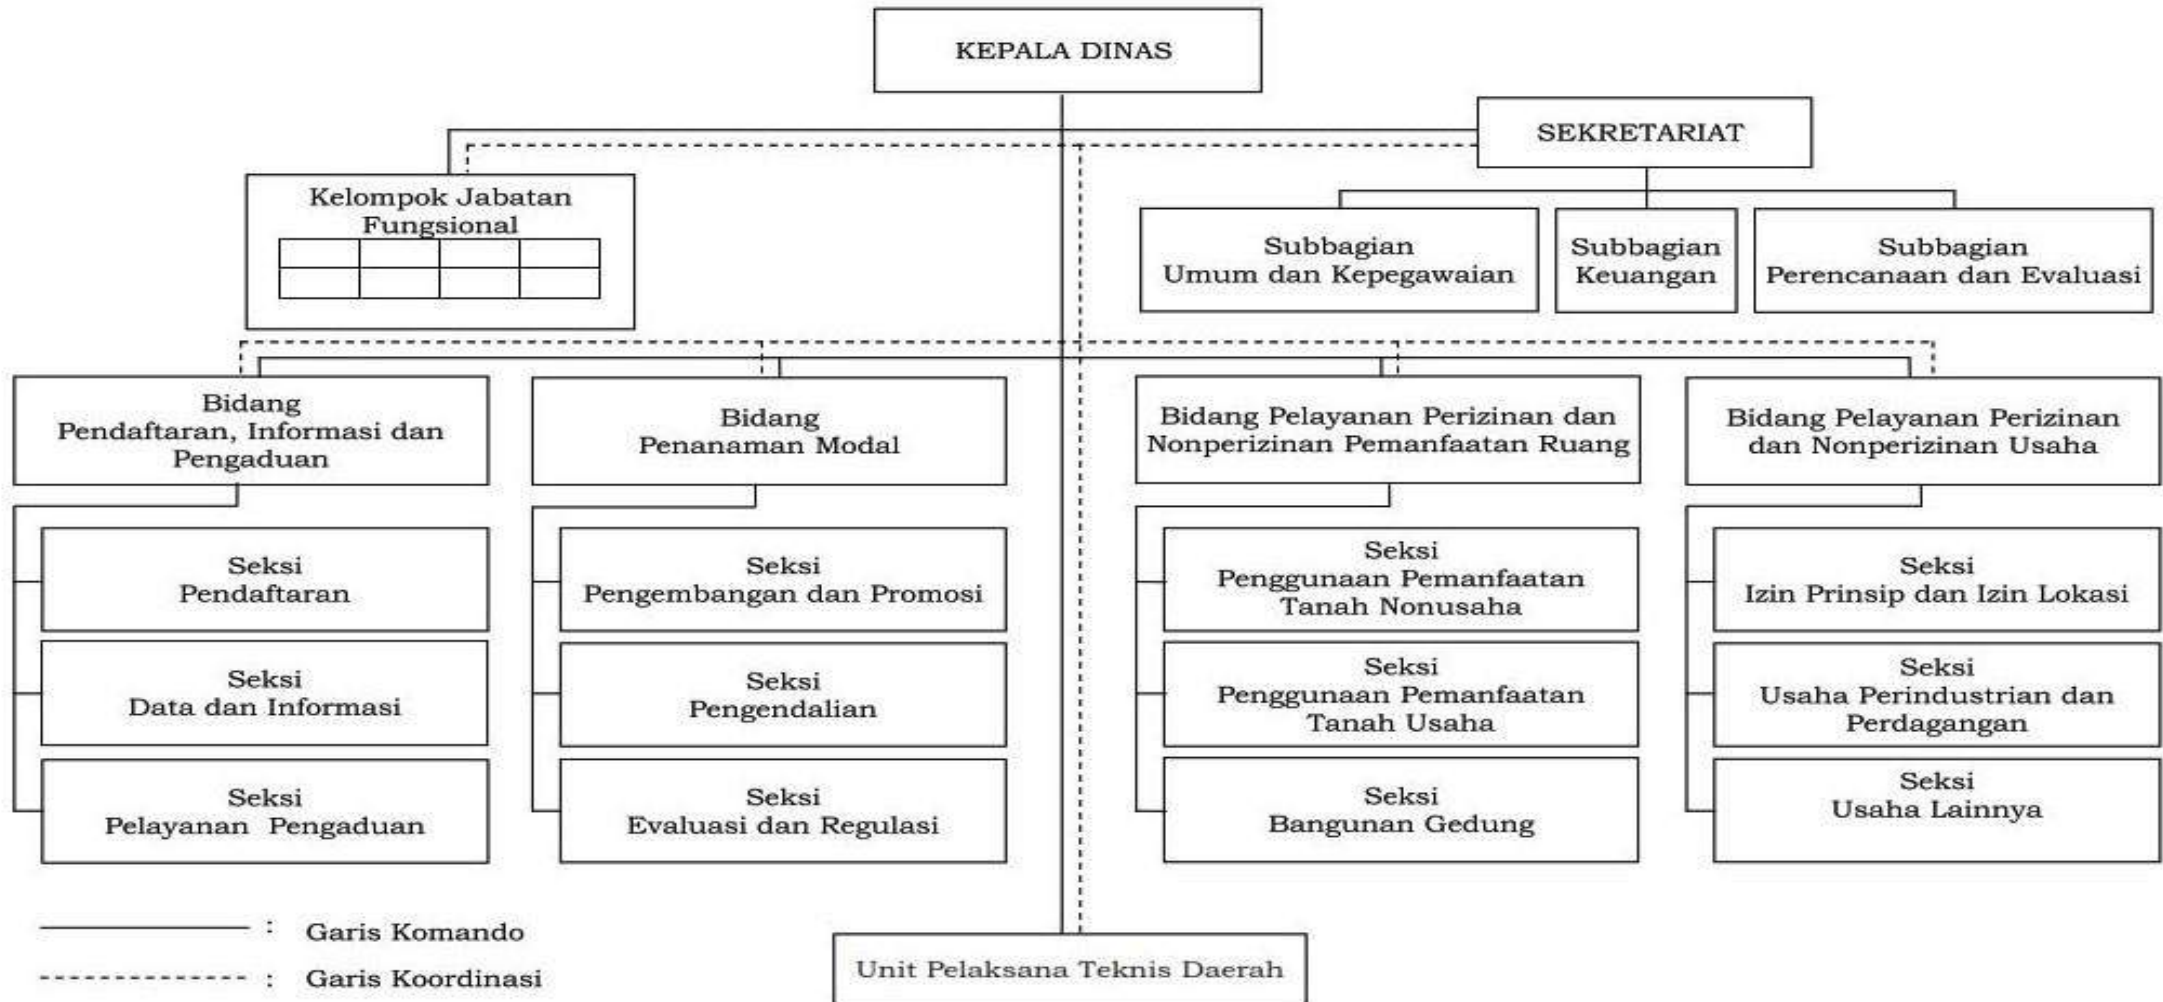 KEPALA DINAS
SEKRETARIAT
Kelompok Jabatan
Fungsional
Subbagian
Umum dan Kepegawaian
Subbagian
Keuangan
Subbagian
Perencanaan dan Evaluasi
Bidang
Pendaftaran, Informasi dan
Pengaduan
Bidang
Penanaman Modal
Bidang Pelayanan Perizinan dan
Nonperizinan Pemanfaatan Ruang
Bidang Pelayanan Perizinan
dan Nonperizinan Usaha
Seksi
Pendaftaran
Seksi
Pengembangan dan Promosi
Seksi
Penggunaan Pemanfaatan
Tanah Nonusaha
Seksi
Izin Prinsip dan Izin Lokasi
Seksi
Data dan Informasi
Seksi
Pengendalian
Seksi
Penggunaan Pemanfaatan
Tanah Usaha
Seksi
Usaha Perindustrian dan
Perdagangan
Seksi
Pelayanan Pengaduan
Seksi
Evaluasi dan Regulasi
Seksi
Bangunan Gedung
Seksi
Usaha Lainnya
: Garis Komando
: Garis Koordinasi
Unit Pelaksana Teknis Daerah